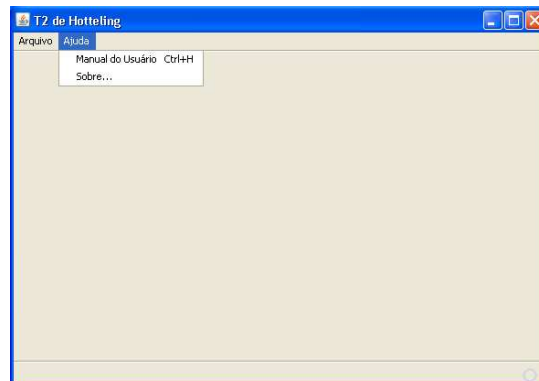 T2 de Hotteling
Arquivo Ajuda
Manual do Usuário Ctrl+H
Sobre...